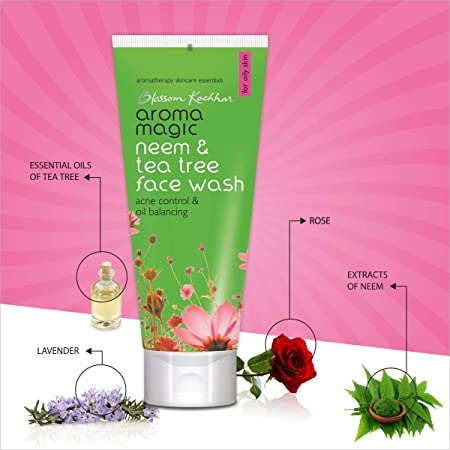 aromatherapy skincare essentials
Blossom Kochhar
aroma
magic
neem &
tea tree
face wash
acne control &
oil balancing
for oily skin
ESSENTIAL OILS
OF TEA TREE
ROSE
EXTRACTS
OF NEEM
LAVENDER